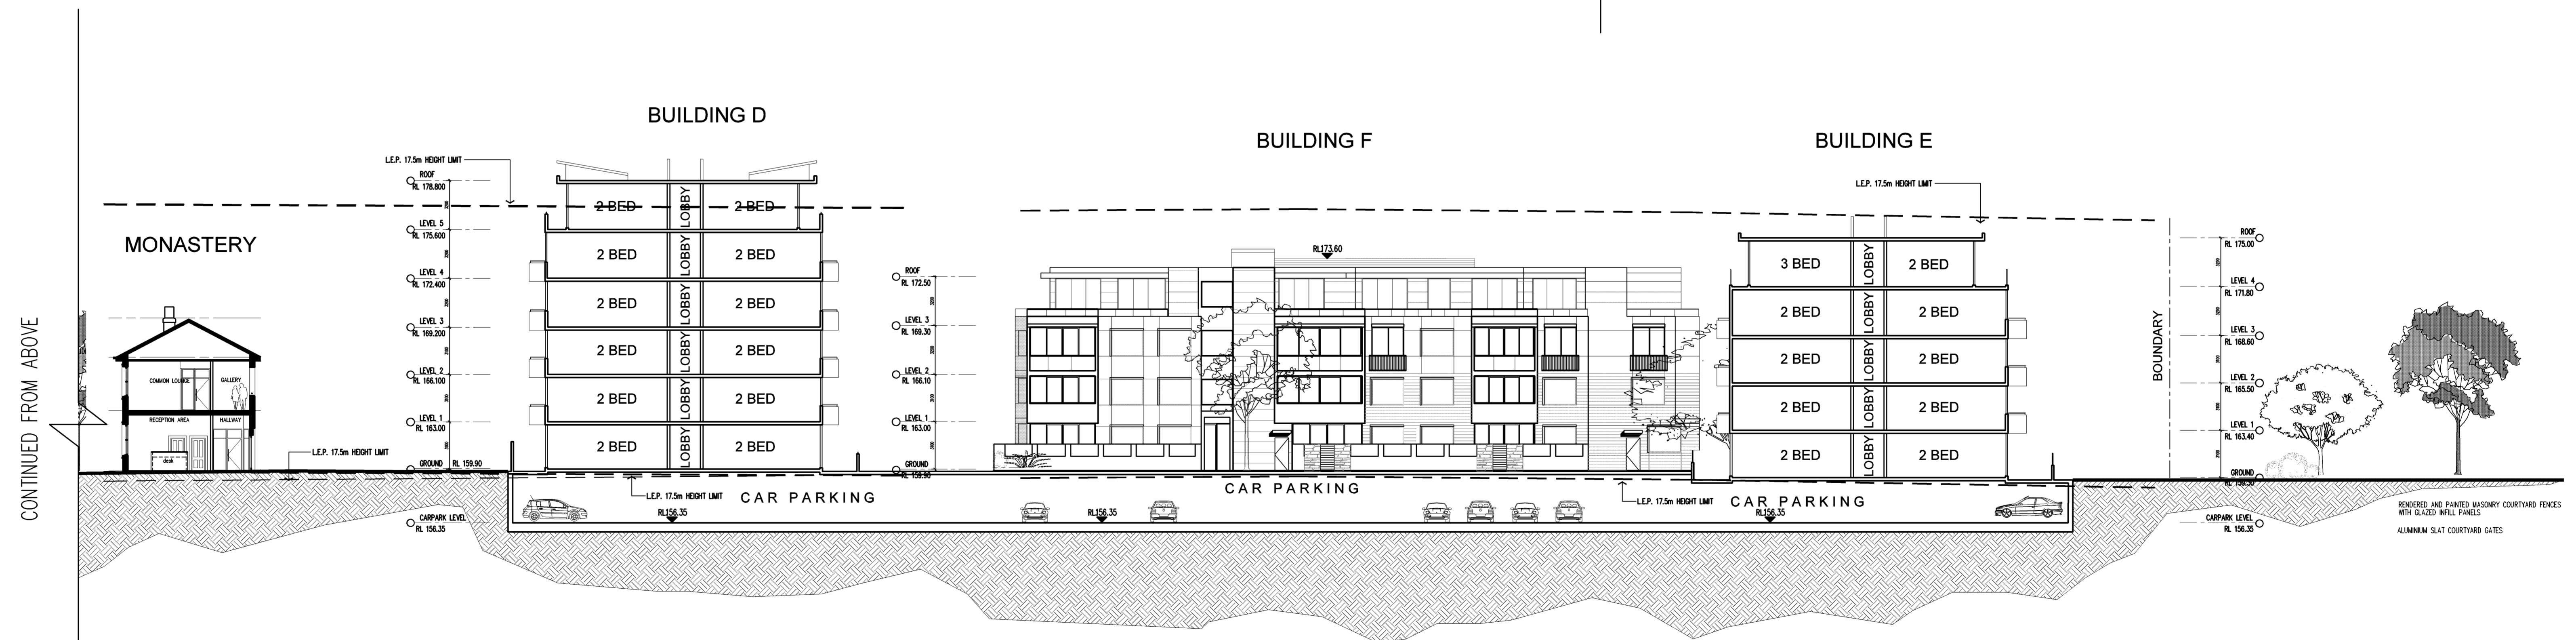 CONTINUED FROM ABOVE
MONASTERY
COMMON LOUNGE
GALLERY
RECEPTION AREA
HALLWAY
desk
L.E.P. 17.5m HEIGHT LIMIT
L.E.P. 17.5m HEIGHT LIMIT
ROOF
RL 178.800
LEVEL 5
RL 175.600
LEVEL 4
RL 172.400
LEVEL 3
RL 169.200
LEVEL 2
RL 166.100
LEVEL 1
RL 163.00
GROUND RL 159.90
CARPARK LEVEL
RL 156.35
BUILDING D
2 BED LOBBY 2 BED
2 BED LOBBY 2 BED
2 BED LOBBY 2 BED
2 BED LOBBY 2 BED
2 BED LOBBY 2 BED
2 BED LOBBY 2 BED
L.E.P. 17.5m HEIGHT LIMIT
CAR PARKING
RL156.35
ROOF
RL 172.50
LEVEL 3
RL 169.30
LEVEL 2
RL 166.10
LEVEL 1
RL 163.00
GROUND
RL 159.90
BUILDING F
RL173.60
CAR PARKING
RL156.35
BUILDING E
L.E.P. 17.5m HEIGHT LIMIT
3 BED LOBBY 2 BED
2 BED LOBBY 2 BED
2 BED LOBBY 2 BED
2 BED LOBBY 2 BED
2 BED LOBBY 2 BED
L.E.P. 17.5m HEIGHT LIMIT
CAR PARKING
RL156.35
BOUNDARY
ROOF
RL 175.00
LEVEL 4
RL 171.80
LEVEL 3
RL 168.60
LEVEL 2
RL 165.50
LEVEL 1
RL 163.40
GROUND
CARPARK LEVEL
RL 156.35
RENDERED AND PAINTED MASONRY COURTYARD FENCES
WITH GLAZED INFILL PANELS
ALUMINIUM SLAT COURTYARD GATES